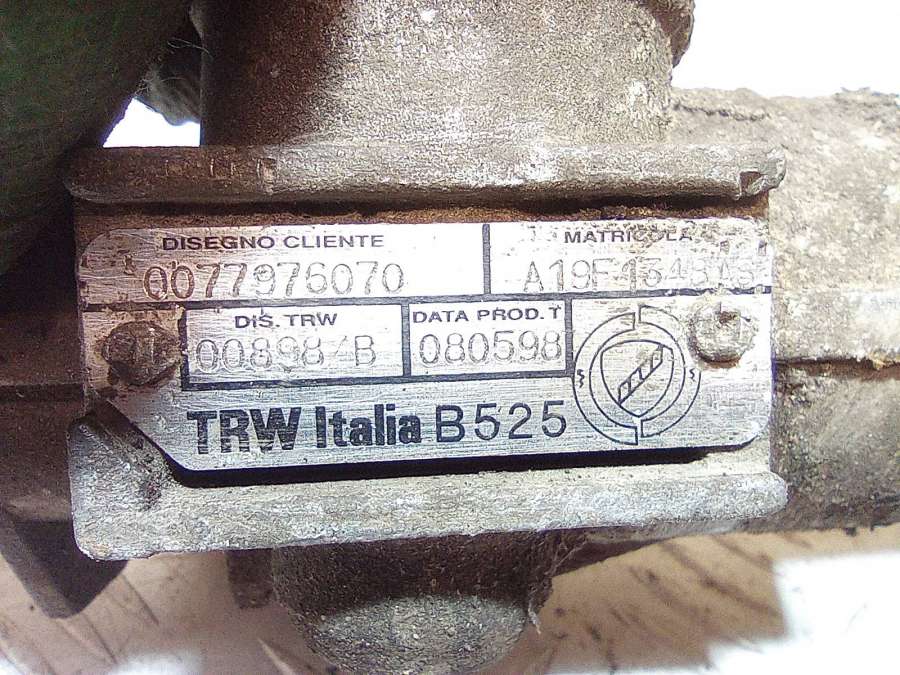 DISEGNO CLIENTE
MATRICOLA
0077976070
DIS. TRW
DATA PROD. T
00898/B
080598
TRW Italia B525